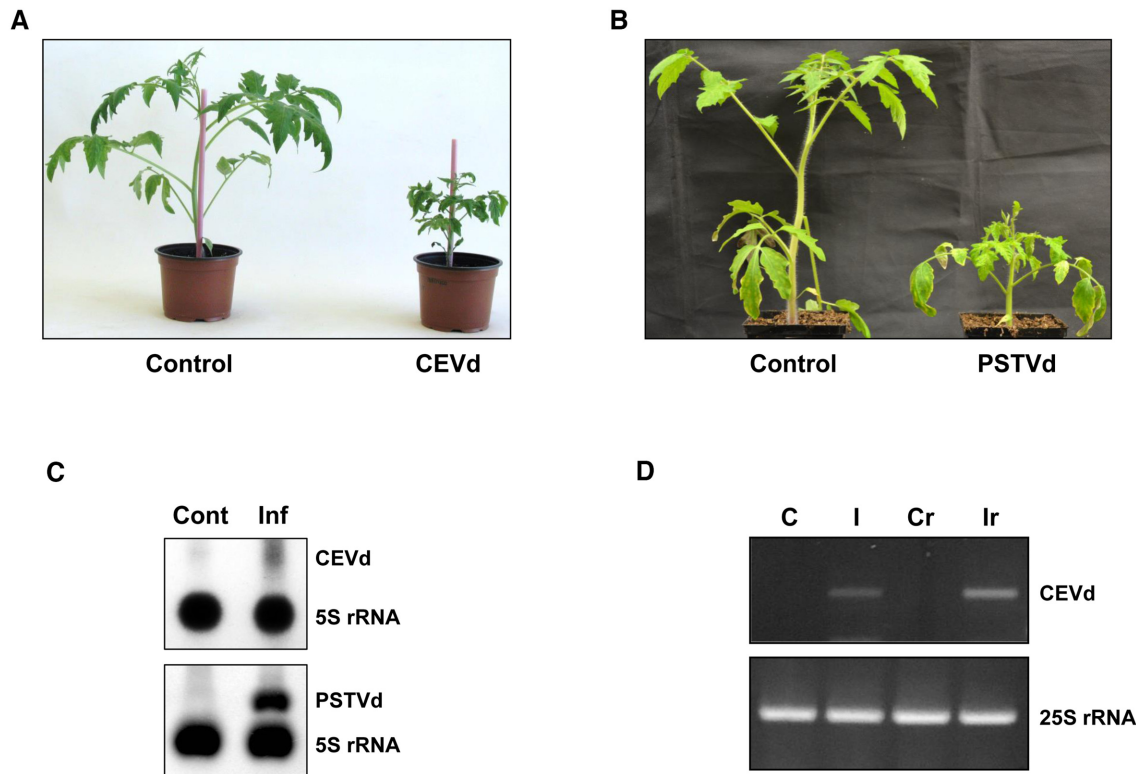 A
B
Control
CEVd
Control
PSTVd
C
D
Cont Inf
CEVd
5S rRNA
PSTVd
5S rRNA
C I Cr Ir
CEVd
25S rRNA